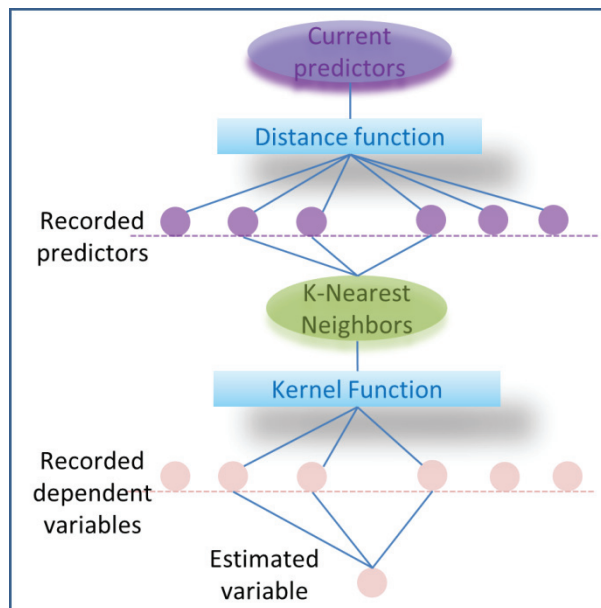 Current
predictors
Distance function
Recorded
predictors
K-Nearest
Neighbors
Kernel Function
Recorded
dependent
variables
Estimated
variable